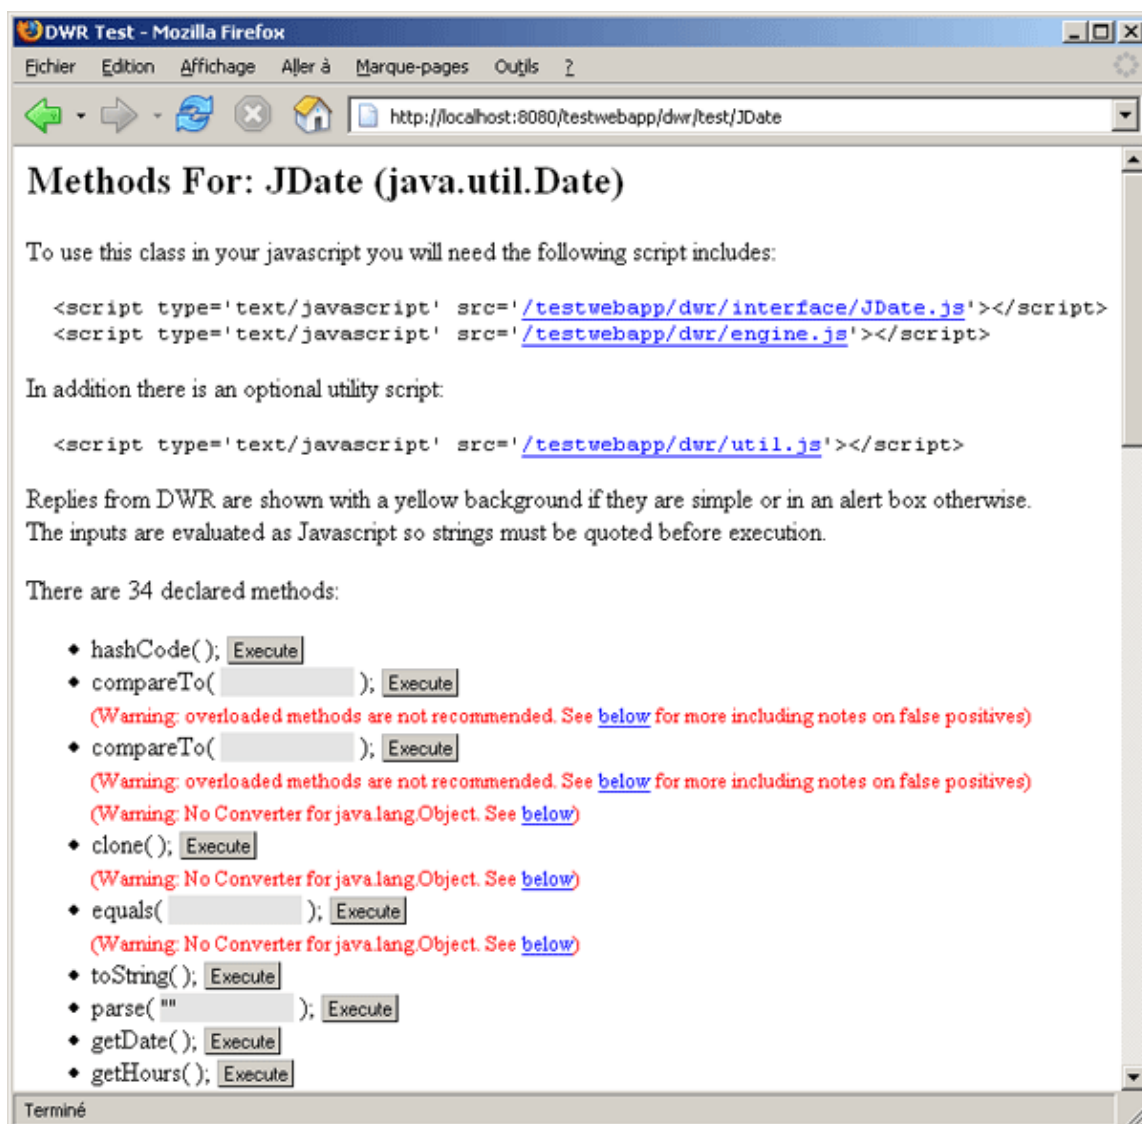 DWR Test - Mozilla Firefox
Fichier Edition Affichage Aller à Marque-pages Outils ?
http://localhost:8080/testwebapp/dwr/test/JDate
Methods For: JDate (java.util.Date)
To use this class in your javascript you will need the following script includes:
<script type='text/javascript' src='/testwebapp/dwr/interface/JDate.js'></script>
<script type='text/javascript' src='/testwebapp/dwr/engine.js'></script>
In addition there is an optional utility script:
<script type='text/javascript' src='/testwebapp/dwr/util.js'></script>
Replies from DWR are shown with a yellow background if they are simple or in an alert box otherwise.
The inputs are evaluated as Javascript so strings must be quoted before execution.
There are 34 declared methods:
• hashCode( ); Execute
• compareTo( ); Execute
(Warning: overloaded methods are not recommended. See below for more including notes on false positives)
• compareTo( ); Execute
(Warning: overloaded methods are not recommended. See below for more including notes on false positives)
(Warning: No Converter for java.lang.Object. See below)
• clone( ); Execute
(Warning: No Converter for java.lang.Object. See below)
• equals( ); Execute
(Warning: No Converter for java.lang.Object. See below)
• toString( ); Execute
• parse( "" ); Execute
• getDate( ); Execute
• getHours( ); Execute
Terminé